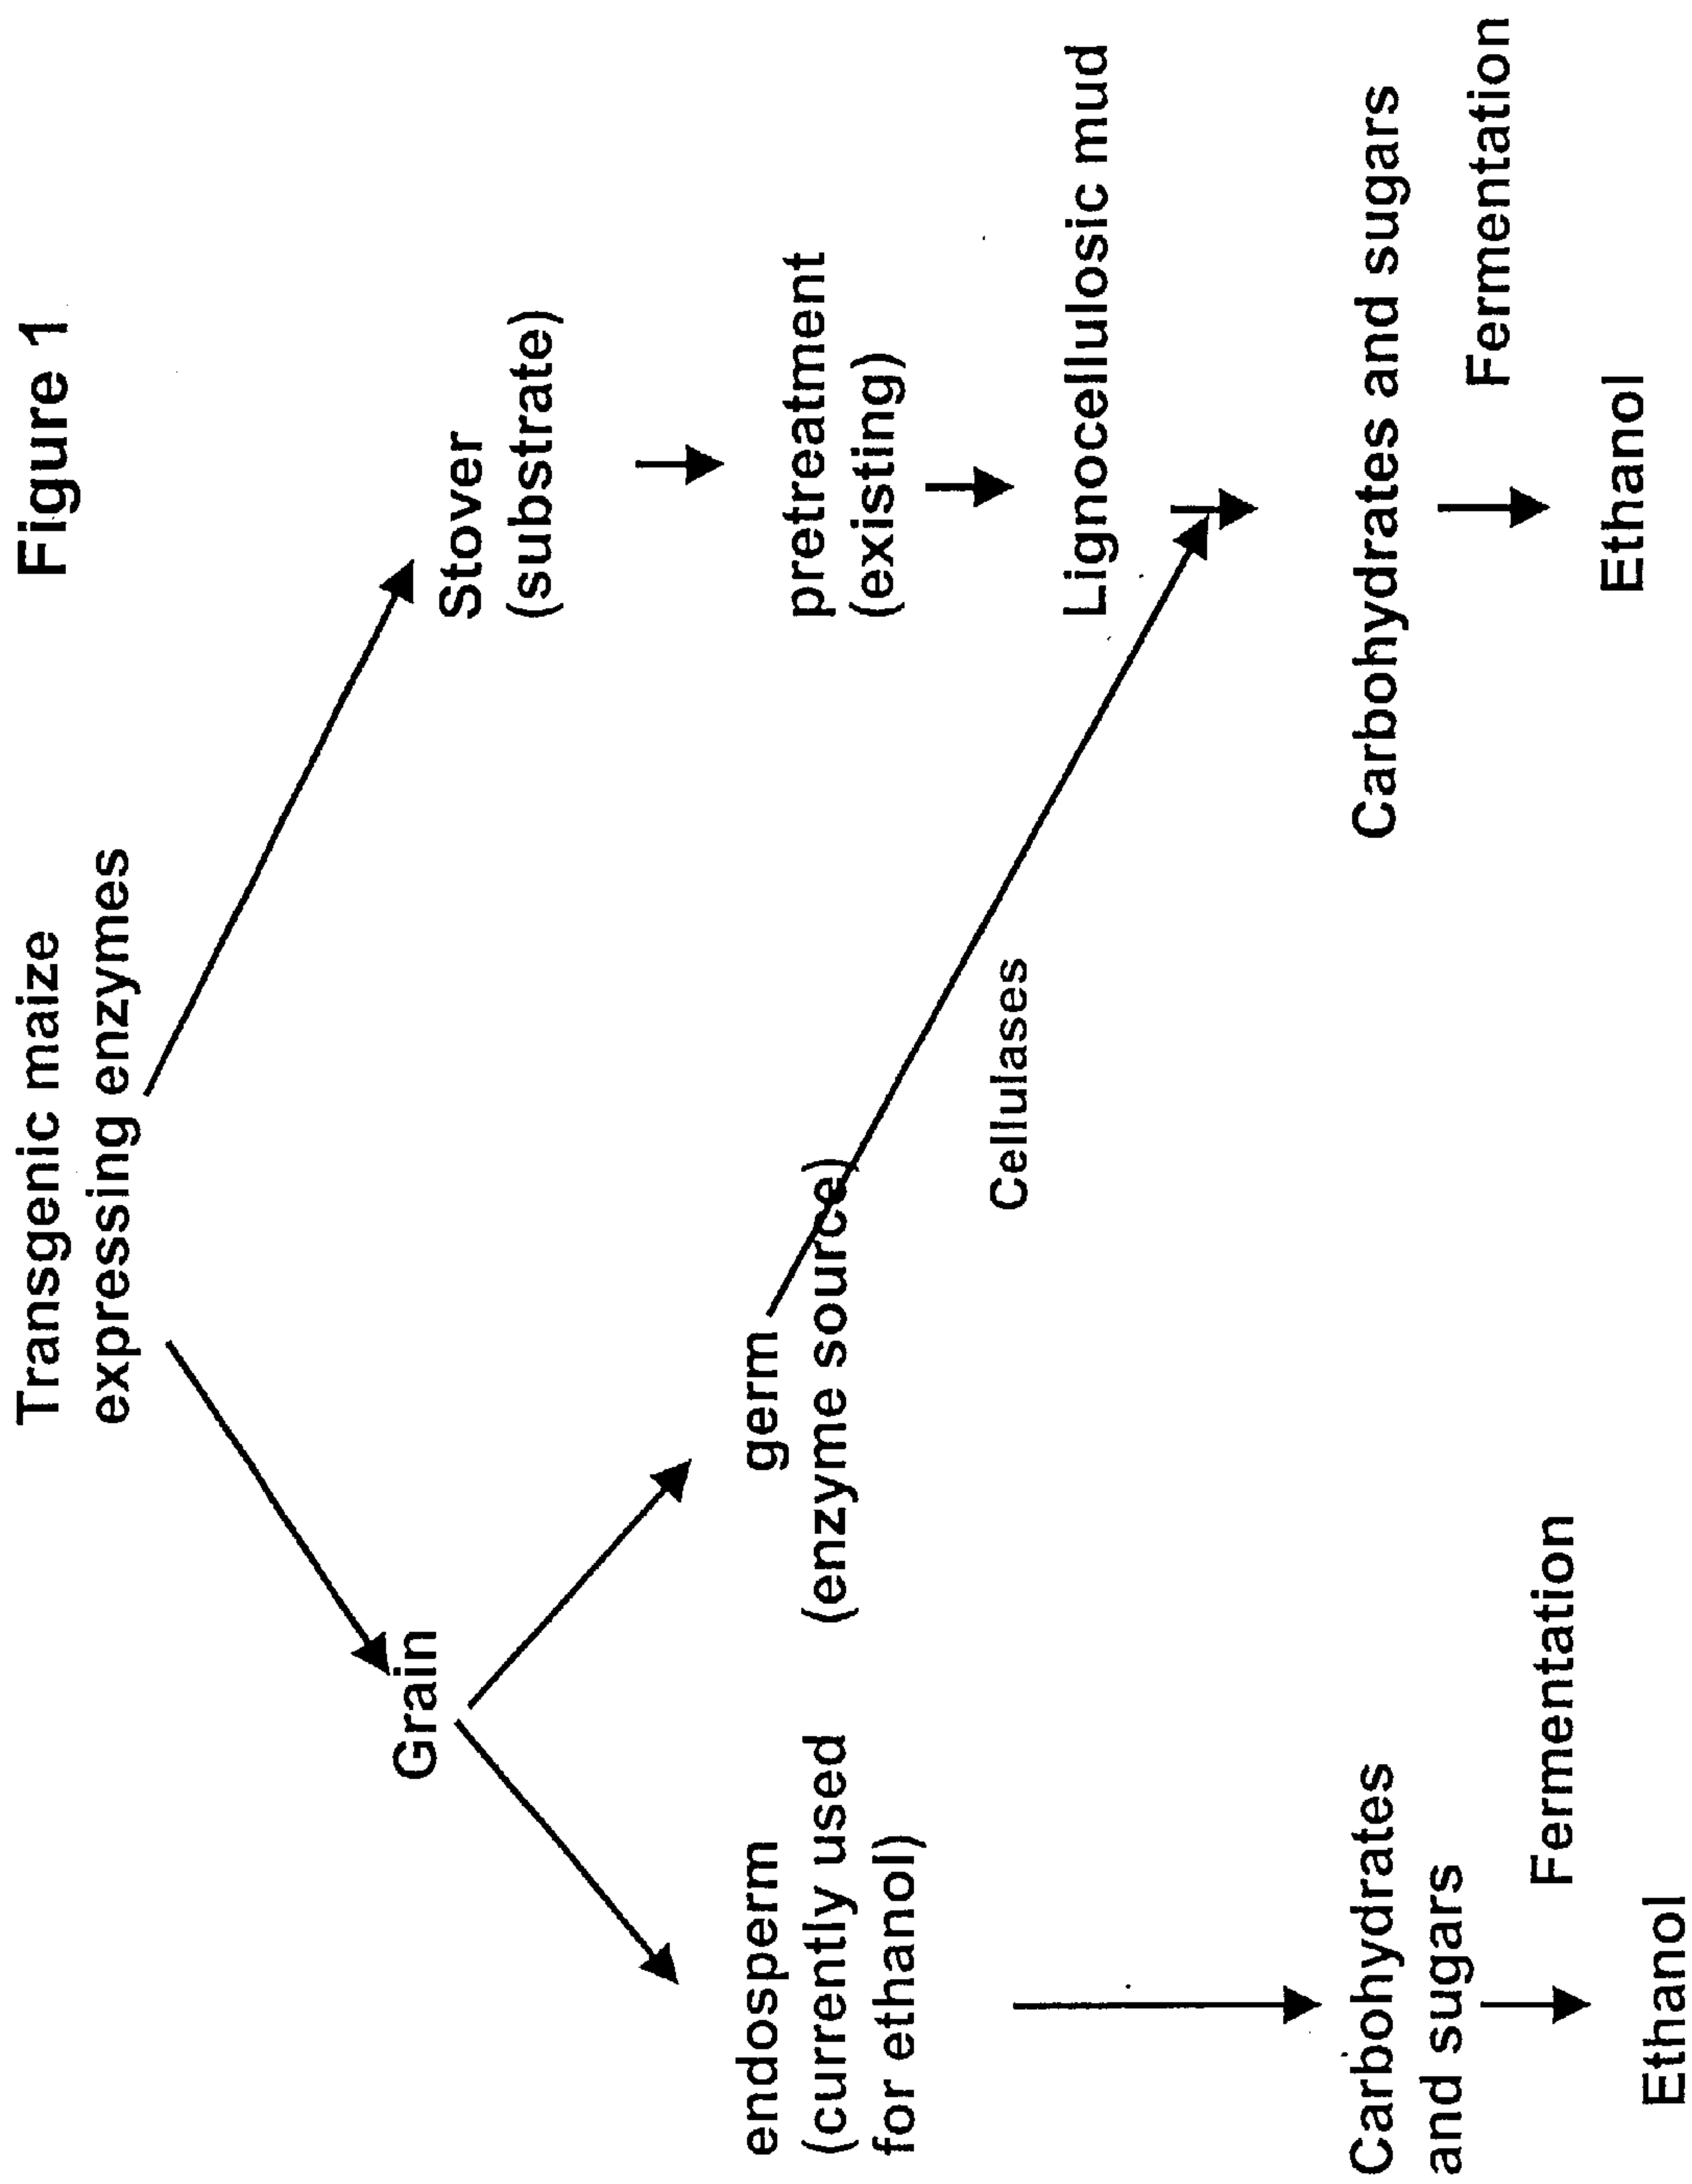 Figure 1
Transgenic maize
expressing enzymes
Grain
Stover
(substrate)
endosperm
(currently used
for ethanol)
germ
(enzyme source)
pretreatment
(existing)
Cellulases
Lignocellulosic mud
Carbohydrates
and sugars
Carbohydrates and sugars
Fermentation
Fermentation
Ethanol
Ethanol